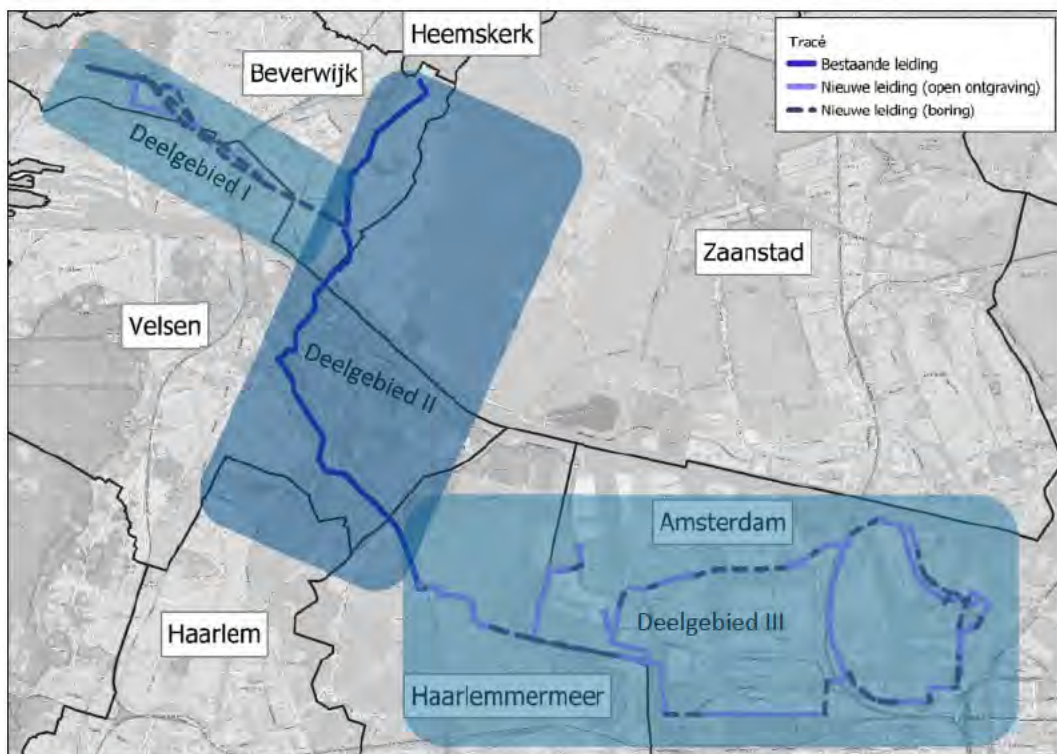 Heemskerk
Beverwijk
Tracé
Bestaande leiding
Nieuwe leiding (open ontgraving)
Nieuwe leiding (boring)
Deelgebied I
Zaanstad
Velsen
Deelgebied II
Amsterdam
Deelgebied III
Haarlem
Haarlemmermeer